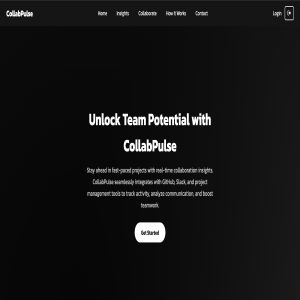 CollabPulse
Home Insights Collaborate How It Works Contact
Login
Unlock Team Potential with
CollabPulse
Stay ahead in fast-paced projects with real-time collaboration insights.
CollabPulse seamlessly integrates with GitHub, Slack, and project
management tools to track activity, analyze communication, and boost
teamwork.
Get Started